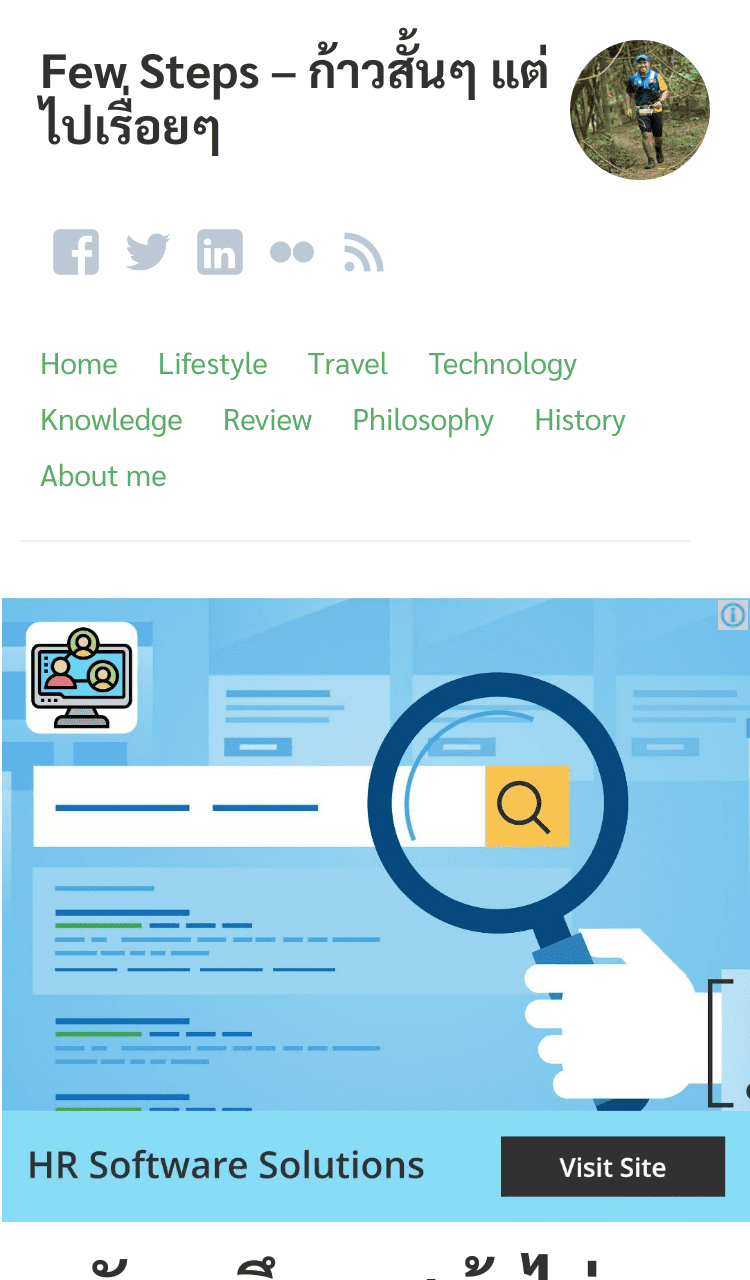 Few Steps – ก้าวสั้นๆ แต่
ไปเรื่อยๆ
Home Lifestyle Travel Technology
Knowledge Review Philosophy History
About me
HR Software Solutions
Visit Site